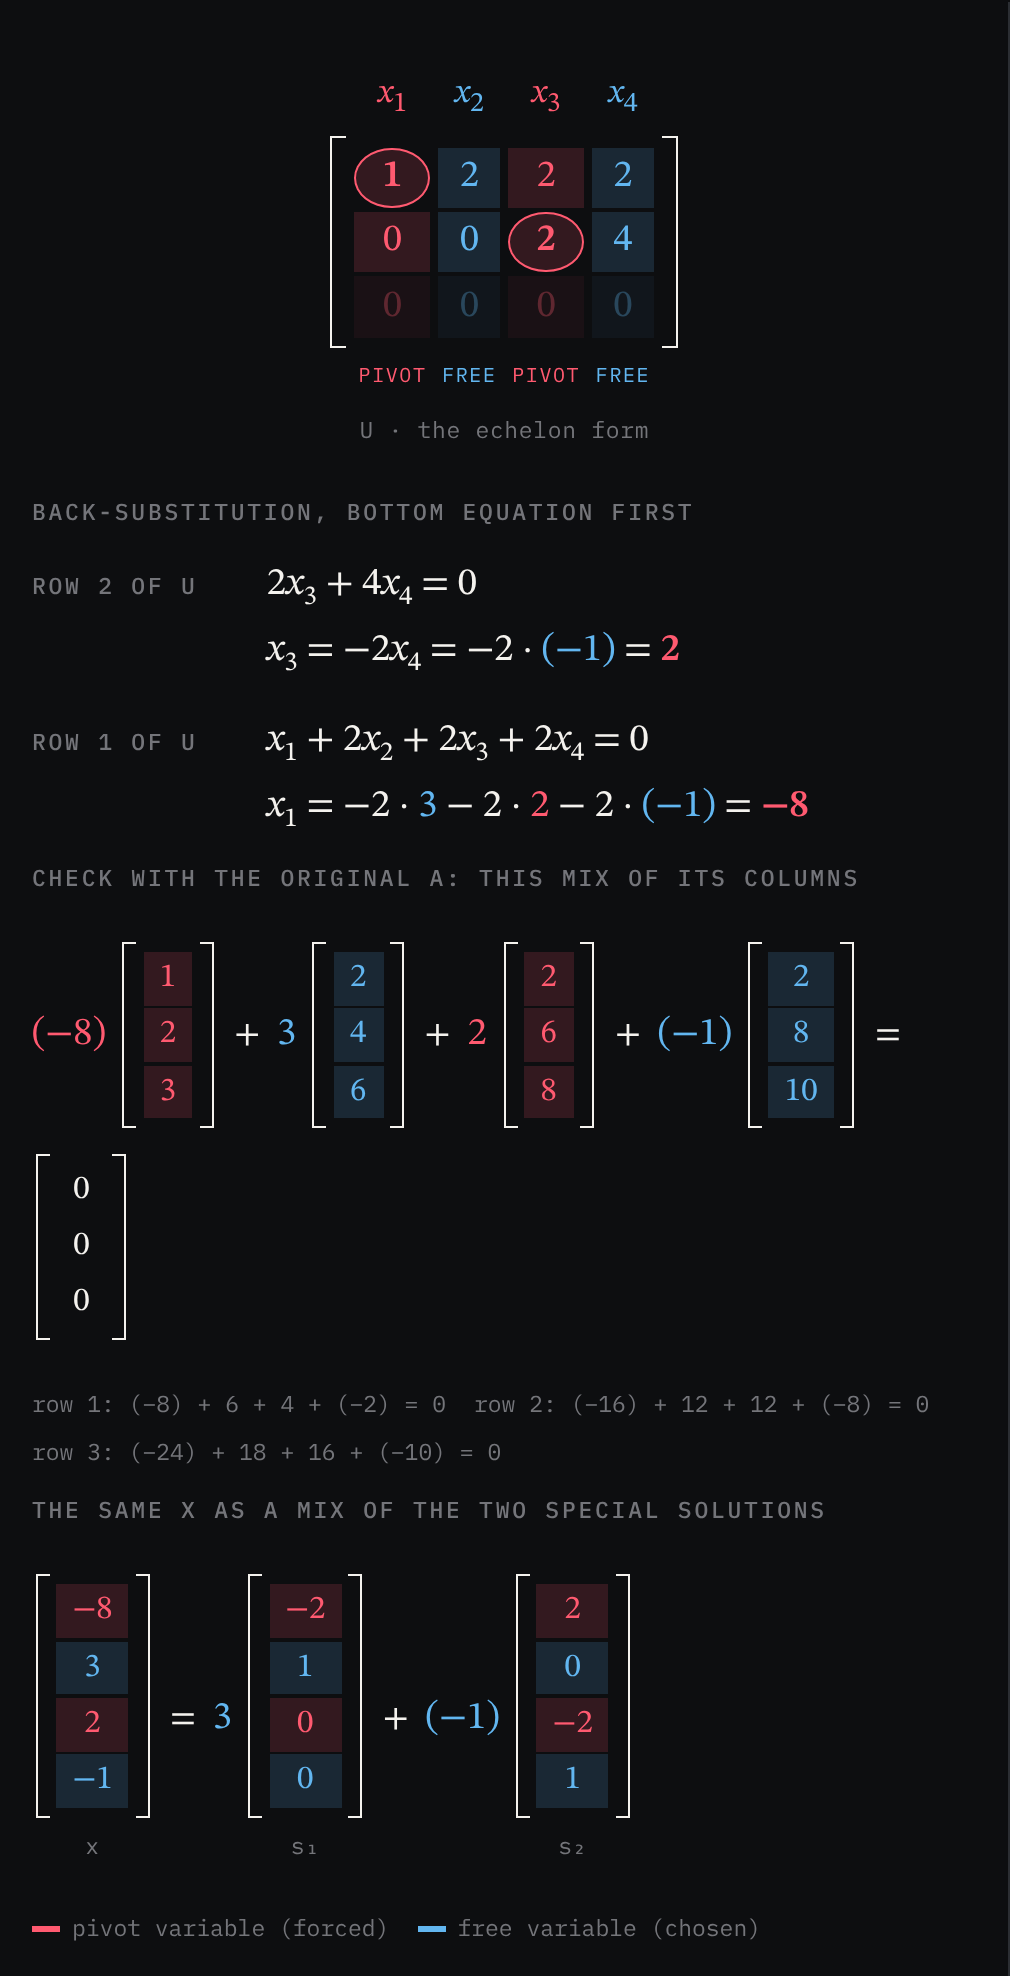 x₁ x₂ x₃ x₄
1 2 2 2
0 0 2 4
0 0 0 0
PIVOT FREE PIVOT FREE
U · the echelon form
BACK-SUBSTITUTION, BOTTOM EQUATION FIRST
ROW 2 OF U 2x₃ + 4x₄ = 0
x₃ = −2x₄ = −2 · (−1) = 2
ROW 1 OF U x₁ + 2x₂ + 2x₃ + 2x₄ = 0
x₁ = −2 · 3 − 2 · 2 − 2 · (−1) = −8
CHECK WITH THE ORIGINAL A: THIS MIX OF ITS COLUMNS
1 2 2 2
(−8) 2 + 3 4 + 2 6 + (−1) 8 =
3 6 8 10
0
0
0
row 1: (−8) + 6 + 4 + (−2) = 0 row 2: (−16) + 12 + 12 + (−8) = 0
row 3: (−24) + 18 + 16 + (−10) = 0
THE SAME X AS A MIX OF THE TWO SPECIAL SOLUTIONS
−8 −2 2
3 1 0
2 = 3 0 + (−1) −2
−1 0 1
x s₁ s₂
pivot variable (forced) free variable (chosen)